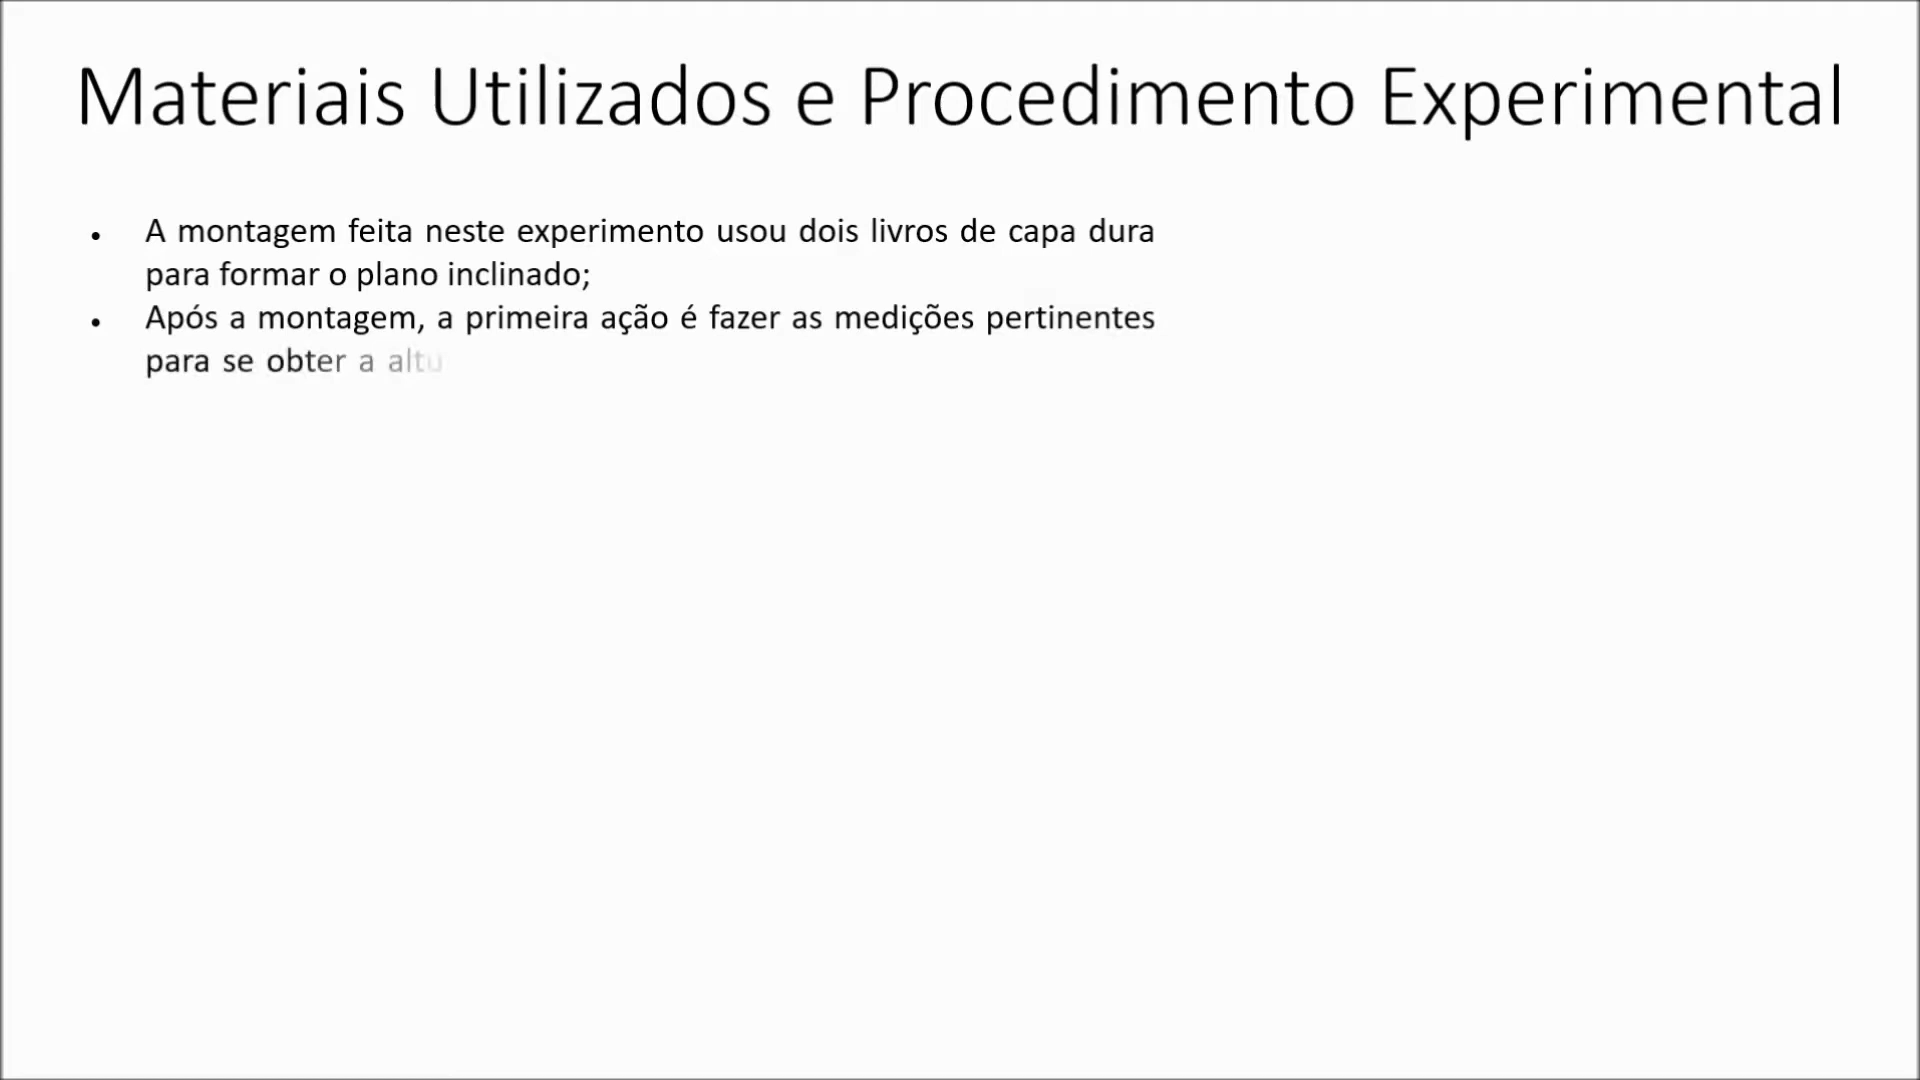 Materiais Utilizados e Procedimento Experimental
• A montagem feita neste experimento usou dois livros de capa dura
para formar o plano inclinado;
• Após a montagem, a primeira ação é fazer as medições pertinentes
para se obter a altu